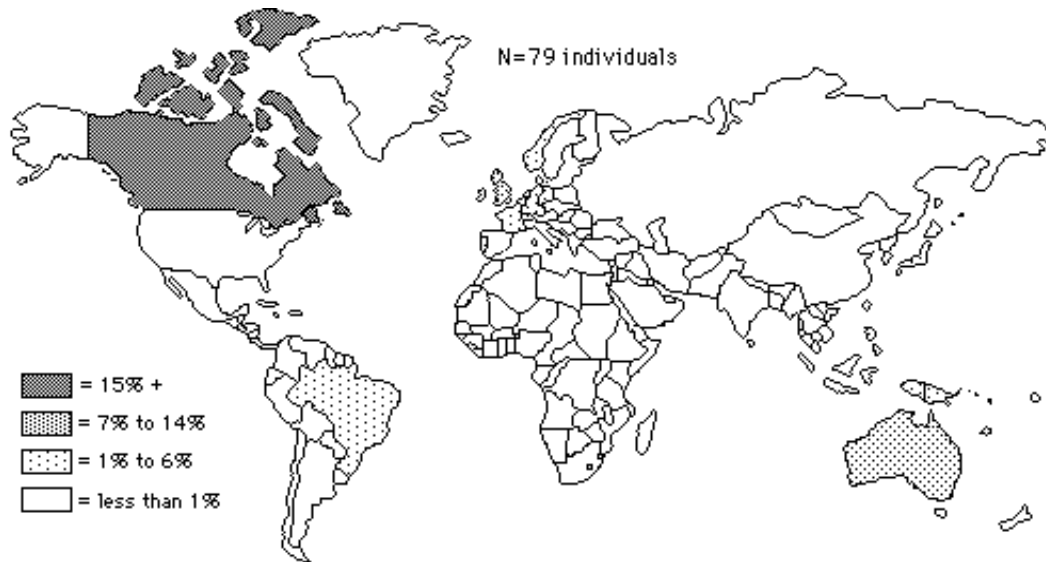 N=79 individuals
= 15% +
= 7% to 14%
= 1% to 6%
= less than 1%